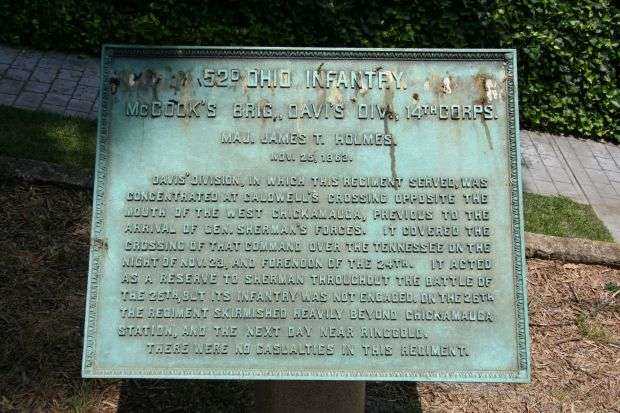 52D OHIO INFANTRY.
McCOOK'S BRIG., DAVI'S DIV., 14TH CORPS.
MAJ. JAMES T. HOLMES.
NOV. 25, 1863.
DAVIS' DIVISION, IN WHICH THIS REGIMENT SERVED, WAS
CONCENTRATED AT CALDWELL'S CROSSING OPPOSITE THE
MOUTH OF THE WEST CHICKAMAUGA, PREVIOUS TO THE
ARRIVAL OF GEN. SHERMAN'S FORCES. IT COVERED THE
CROSSING OF THAT COMMAND OVER THE TENNESSEE ON THE
NIGHT OF NOV. 23, AND FORENOON OF THE 24TH. IT ACTED
AS A RESERVE TO SHERMAN THROUGHOUT THE BATTLE OF
THE 25TH, BUT ITS INFANTRY WAS NOT ENGAGED. ON THE 26TH
THE REGIMENT SKIRMISHED HEAVILY BEYOND CHICKAMAUGA
STATION, AND THE NEXT DAY NEAR RINGGOLD.
THERE WERE NO CASUALTIES IN THIS REGIMENT.